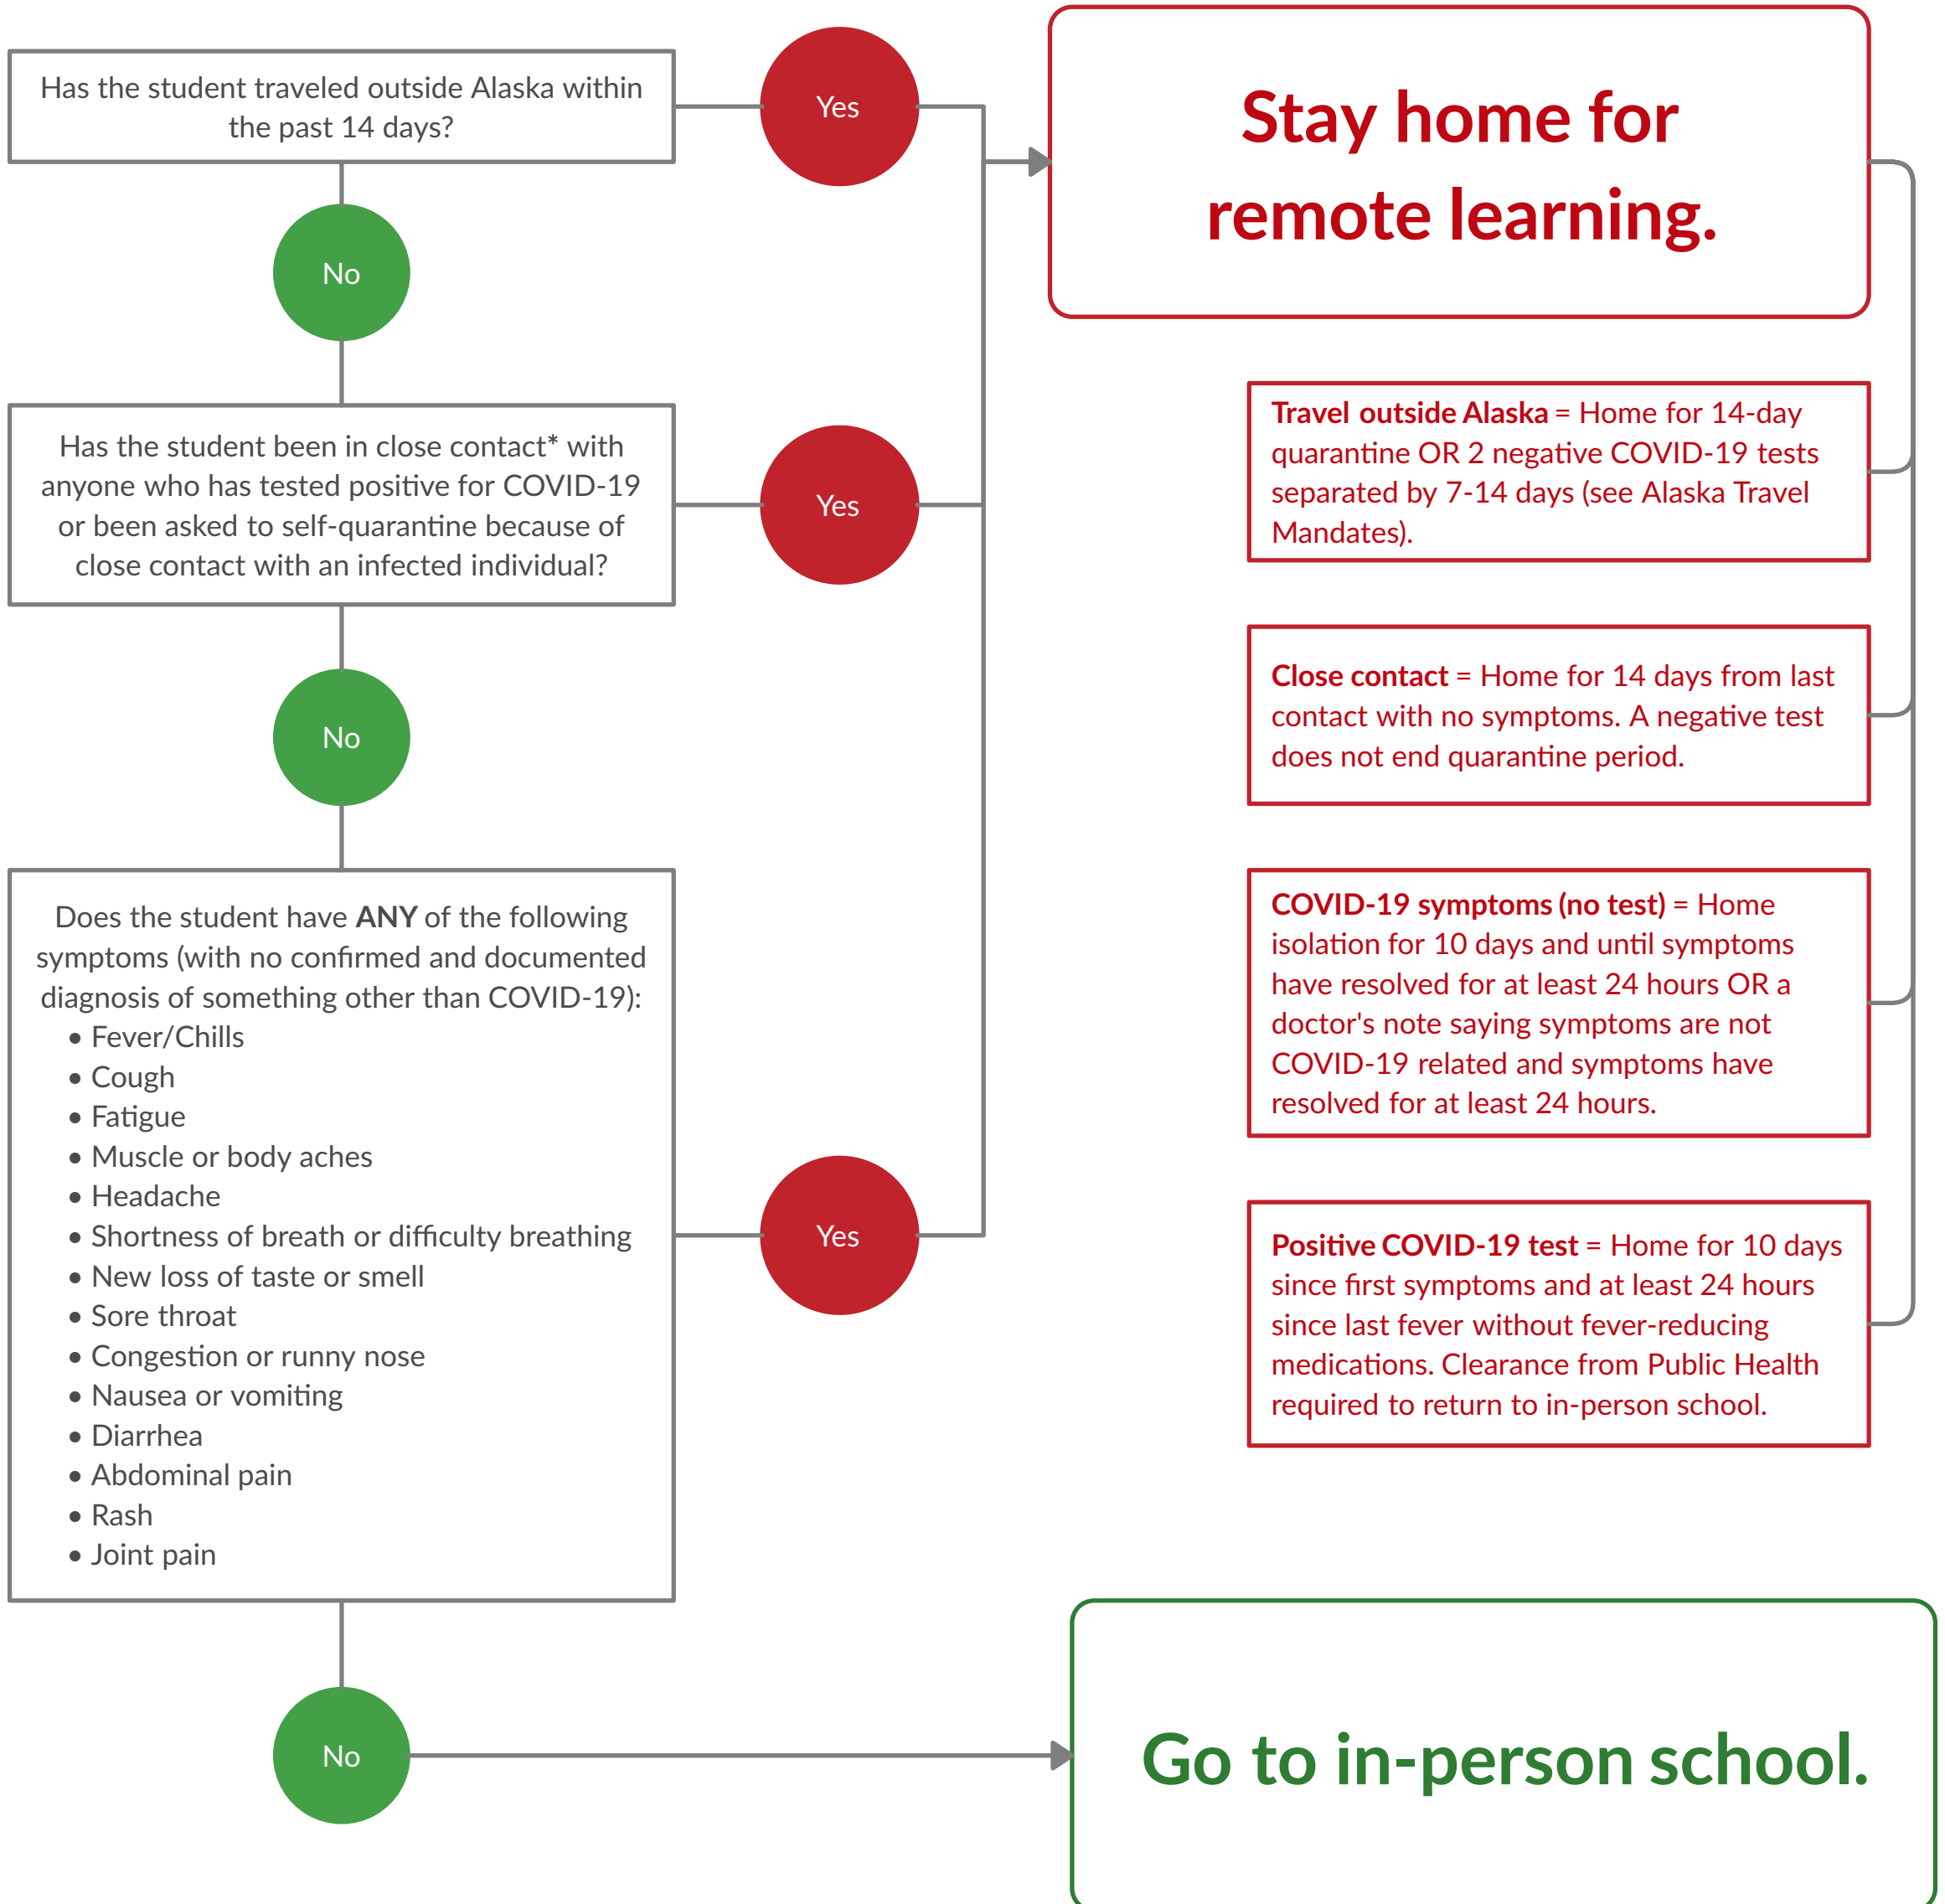 Has the student traveled outside Alaska within
the past 14 days?
Yes
No
Stay home for
remote learning.
Has the student been in close contact* with
anyone who has tested positive for COVID-19
or been asked to self-quarantine because of
close contact with an infected individual?
Yes
No
Travel outside Alaska = Home for 14-day
quarantine OR 2 negative COVID-19 tests
separated by 7-14 days (see Alaska Travel
Mandates).
Close contact = Home for 14 days from last
contact with no symptoms. A negative test
does not end quarantine period.
Does the student have ANY of the following
symptoms (with no confirmed and documented
diagnosis of something other than COVID-19):
• Fever/Chills
• Cough
• Fatigue
• Muscle or body aches
• Headache
• Shortness of breath or difficulty breathing
• New loss of taste or smell
• Sore throat
• Congestion or runny nose
• Nausea or vomiting
• Diarrhea
• Abdominal pain
• Rash
• Joint pain
Yes
No
COVID-19 symptoms (no test) = Home
isolation for 10 days and until symptoms
have resolved for at least 24 hours OR a
doctor's note saying symptoms are not
COVID-19 related and symptoms have
resolved for at least 24 hours.
Positive COVID-19 test = Home for 10 days
since first symptoms and at least 24 hours
since last fever without fever-reducing
medications. Clearance from Public Health
required to return to in-person school.
Go to in-person school.